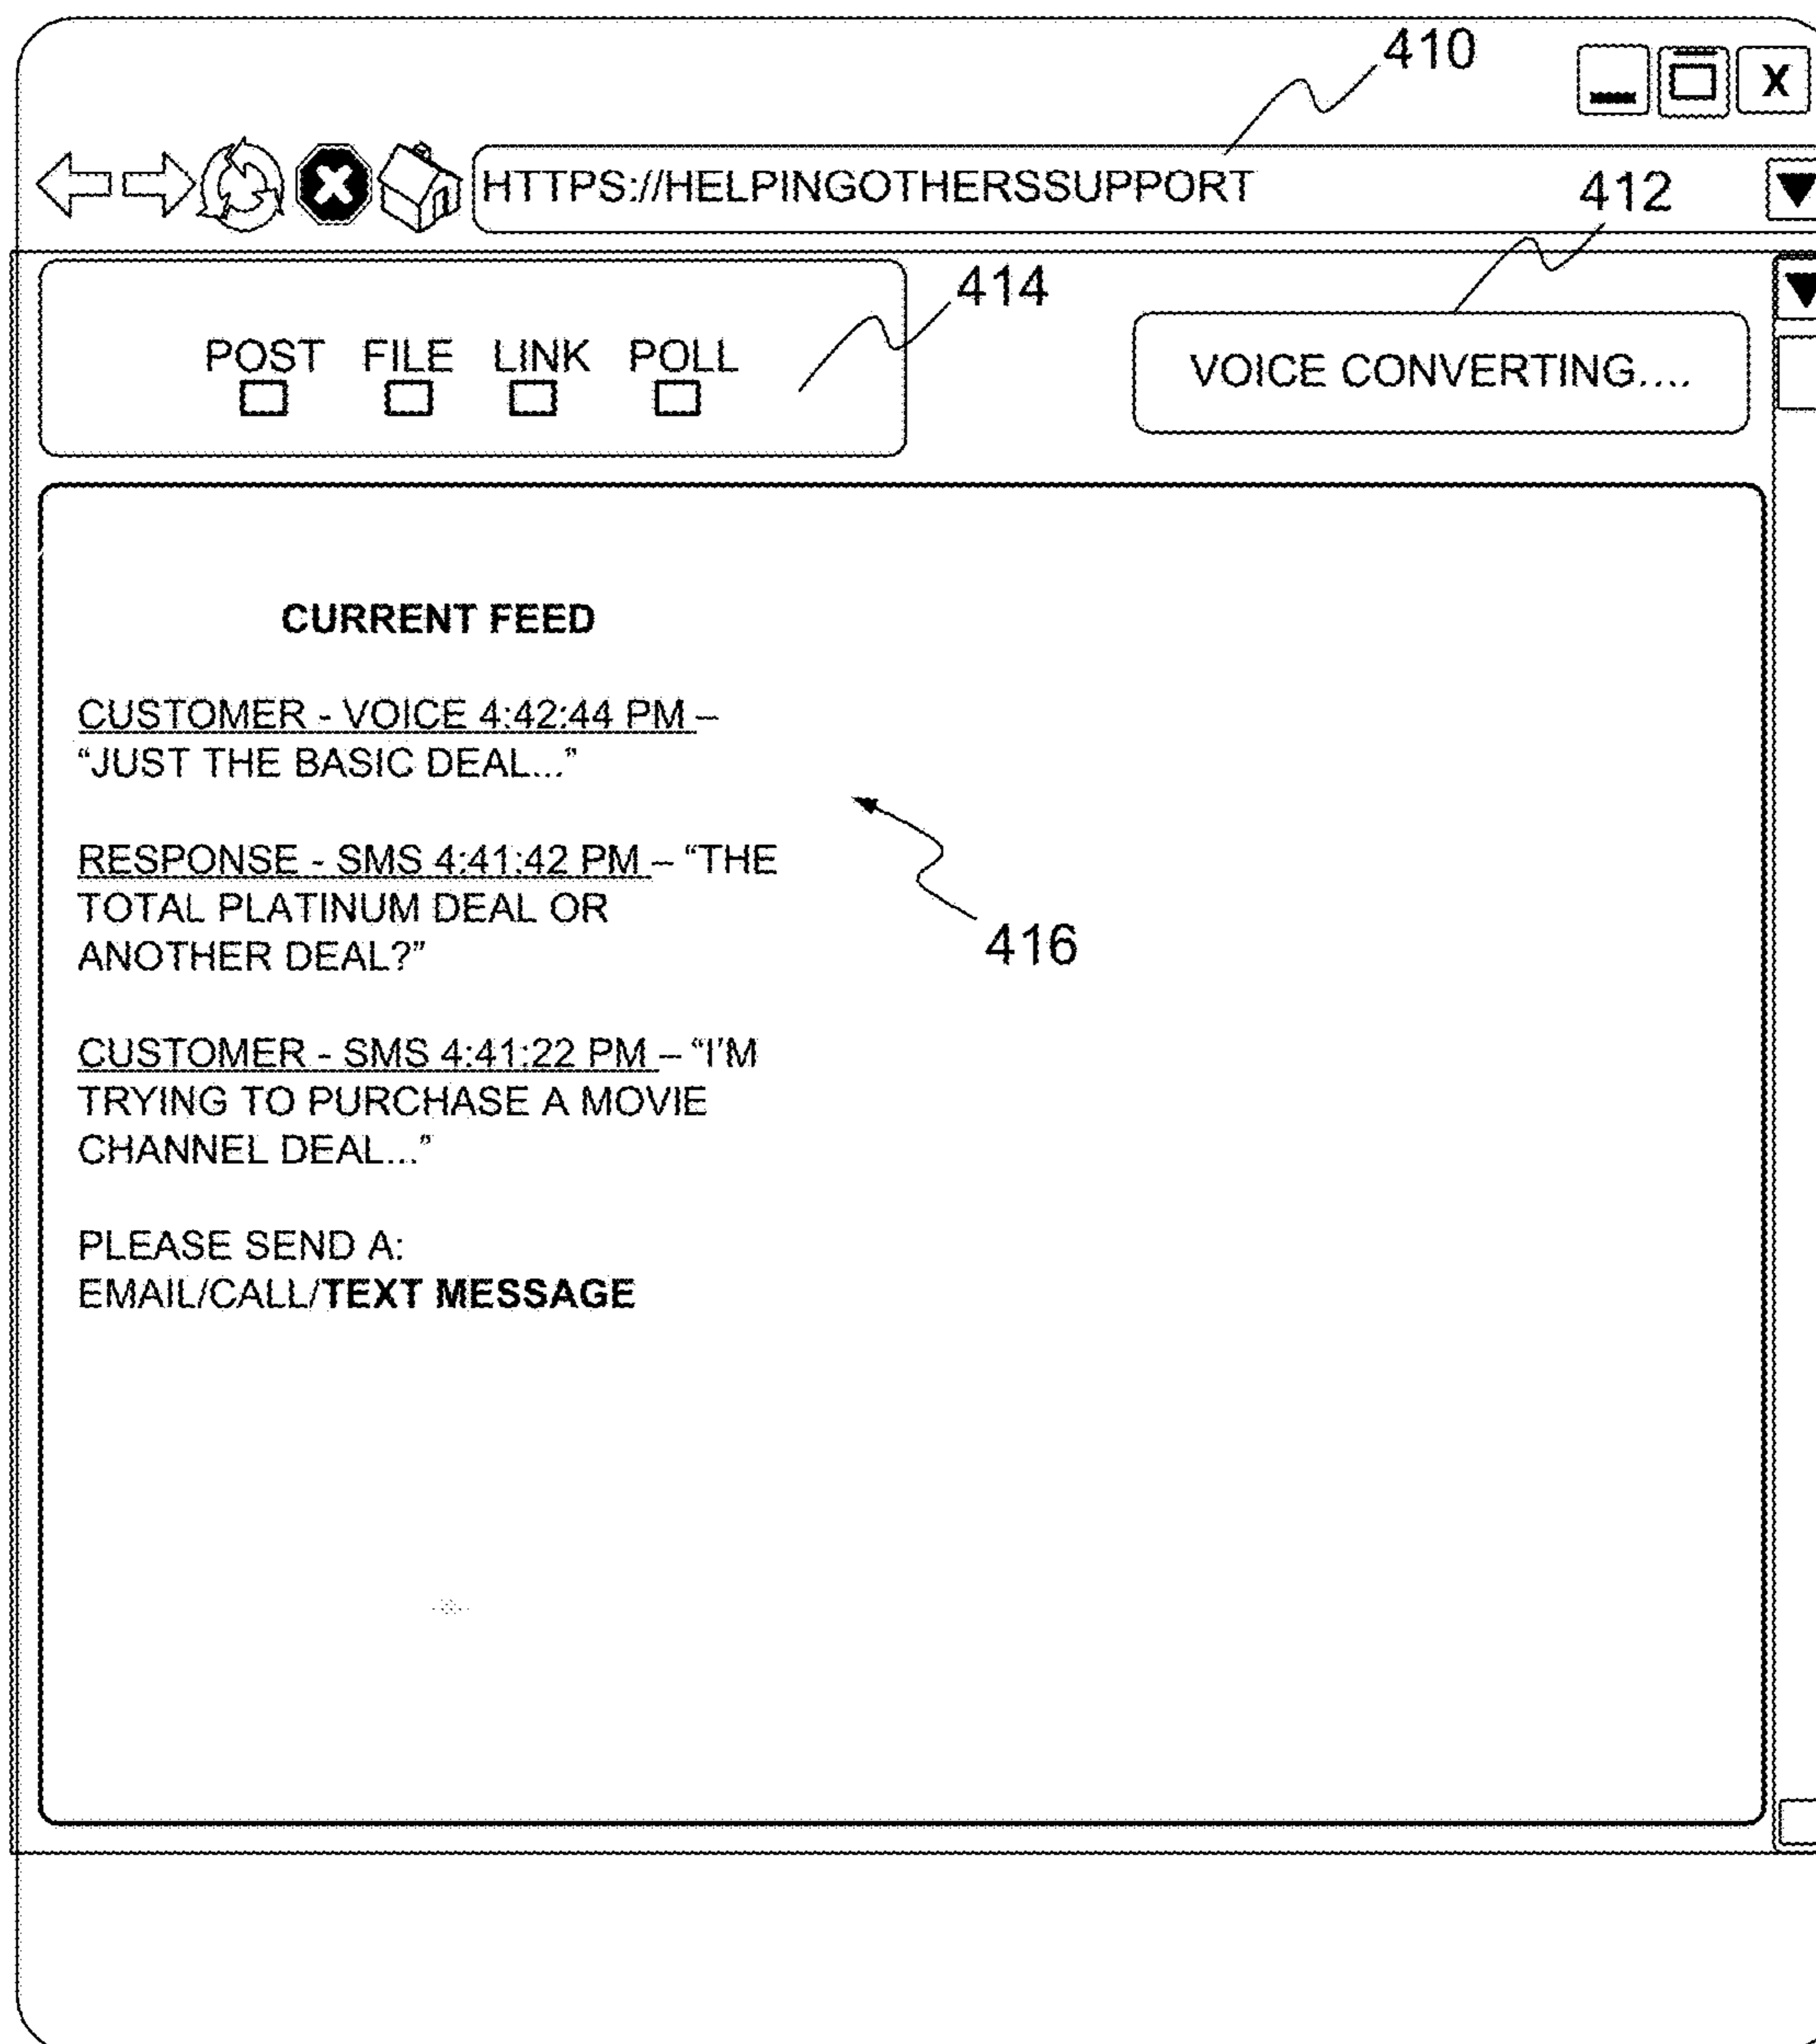 410
X
HTTPS://HELPINGOTHERSSUPPORT
412
414
POST FILE LINK POLL
VOICE CONVERTING....
CURRENT FEED
CUSTOMER - VOICE 4:42:44 PM –
“JUST THE BASIC DEAL...”
RESPONSE - SMS 4:41:42 PM – “THE
TOTAL PLATINUM DEAL OR
ANOTHER DEAL?”
416
CUSTOMER - SMS 4:41:22 PM – “I’M
TRYING TO PURCHASE A MOVIE
CHANNEL DEAL...”
PLEASE SEND A:
EMAIL/CALL/TEXT MESSAGE